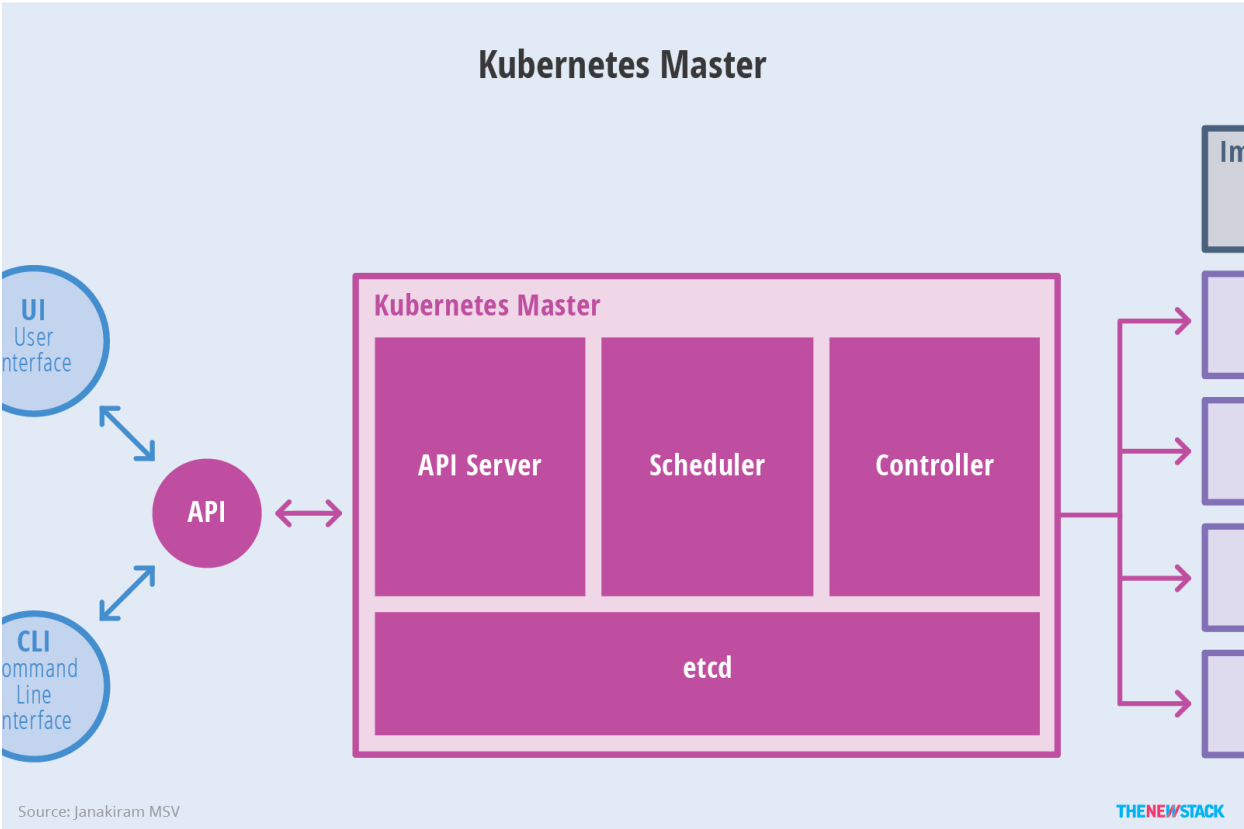 Kubernetes Master
Im
UI
User
nterface
Kubernetes Master
API Server
Scheduler
Controller
API
etcd
CLI
ommand
Line
nterface
Source: Janakiram MSV
THENEWSTACK